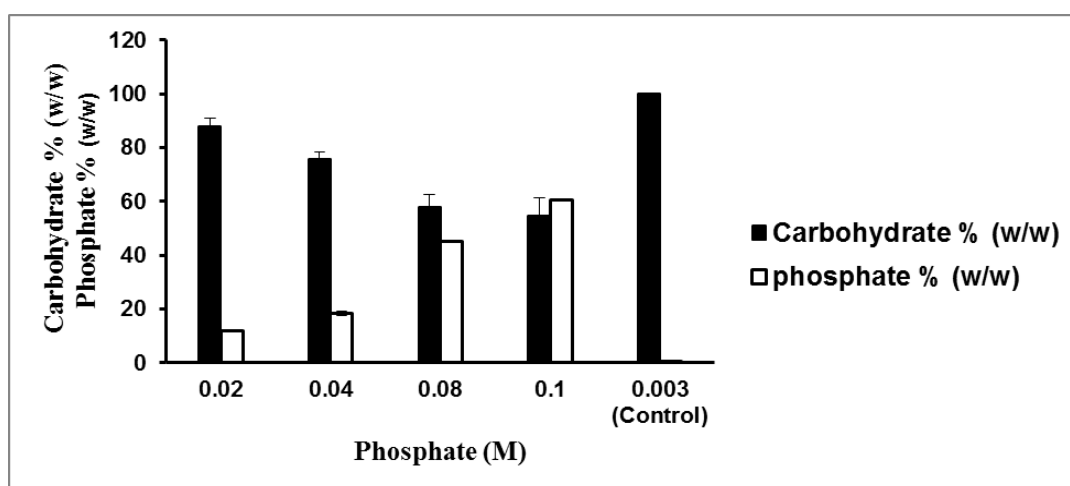 Carbohydrate % (w/w)
Phosphate % (w/w)
120
100
80
60
40
20
0
0.02 0.04 0.08 0.1 0.003
(Control)
Phosphate (M)
Carbohydrate % (w/w)
phosphate % (w/w)